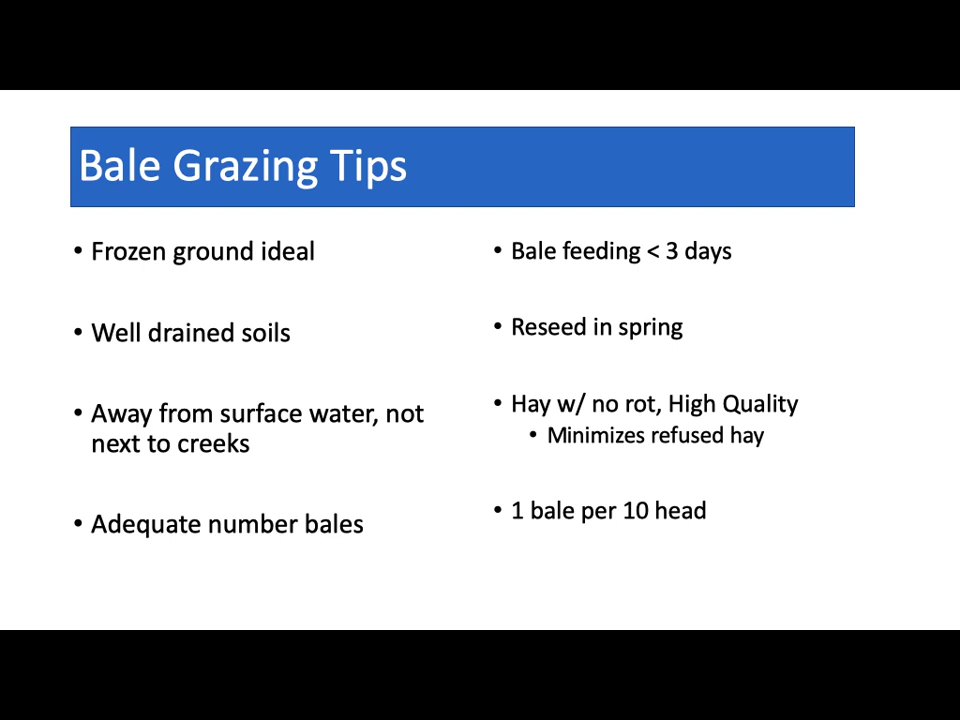 Bale Grazing Tips
• Frozen ground ideal
• Well drained soils
• Away from surface water, not
next to creeks
• Adequate number bales
• Bale feeding < 3 days
• Reseed in spring
• Hay w/ no rot, High Quality
• Minimizes refused hay
• 1 bale per 10 head